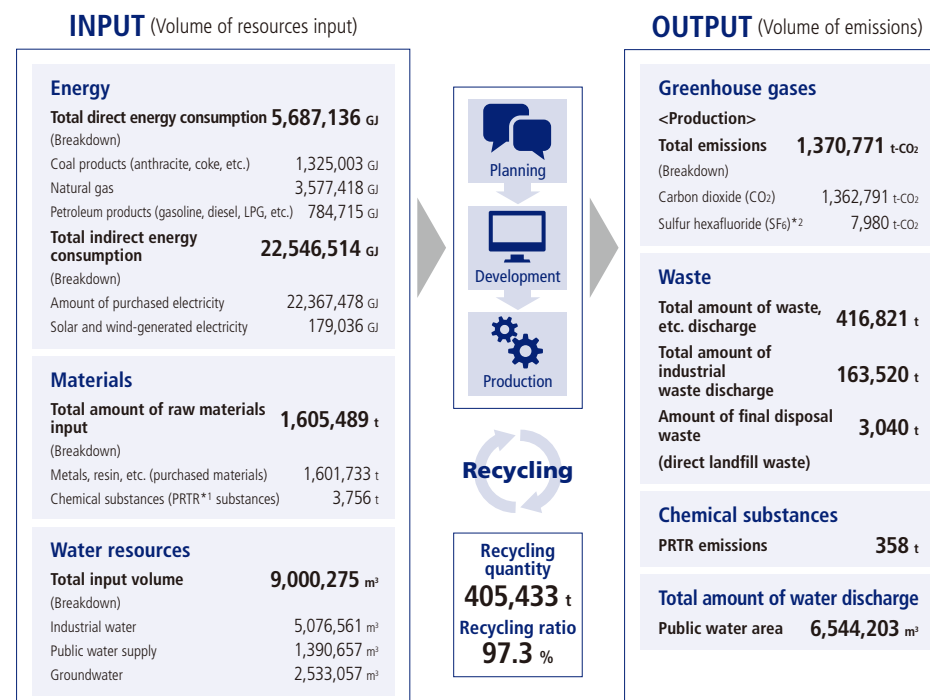 INPUT (Volume of resources input)
Energy
Total direct energy consumption 5,687,136 GJ
(Breakdown)
Coal products (anthracite, coke, etc.) 1,325,003 GJ
Natural gas 3,577,418 GJ
Petroleum products (gasoline, diesel, LPG, etc.) 784,715 GJ
Total indirect energy
consumption 22,546,514 GJ
(Breakdown)
Amount of purchased electricity 22,367,478 GJ
Solar and wind-generated electricity 179,036 GJ
Materials
Total amount of raw materials
input 1,605,489 t
(Breakdown)
Metals, resin, etc. (purchased materials) 1,601,733 t
Chemical substances (PRTR*1 substances) 3,756 t
Water resources
Total input volume 9,000,275 m³
(Breakdown)
Industrial water 5,076,561 m³
Public water supply 1,390,657 m³
Groundwater 2,533,057 m³
Planning
Development
Production
Recycling
Recycling
quantity
405,433 t
Recycling ratio
97.3 %
OUTPUT (Volume of emissions)
Greenhouse gases
<Production>
Total emissions 1,370,771 t-CO₂
(Breakdown)
Carbon dioxide (CO₂) 1,362,791 t-CO₂
Sulfur hexafluoride (SF₆)*2 7,980 t-CO₂
Waste
Total amount of waste,
etc. discharge 416,821 t
Total amount of
industrial
waste discharge 163,520 t
Amount of final disposal
waste 3,040 t
(direct landfill waste)
Chemical substances
PRTR emissions 358 t
Total amount of water discharge
Public water area 6,544,203 m³